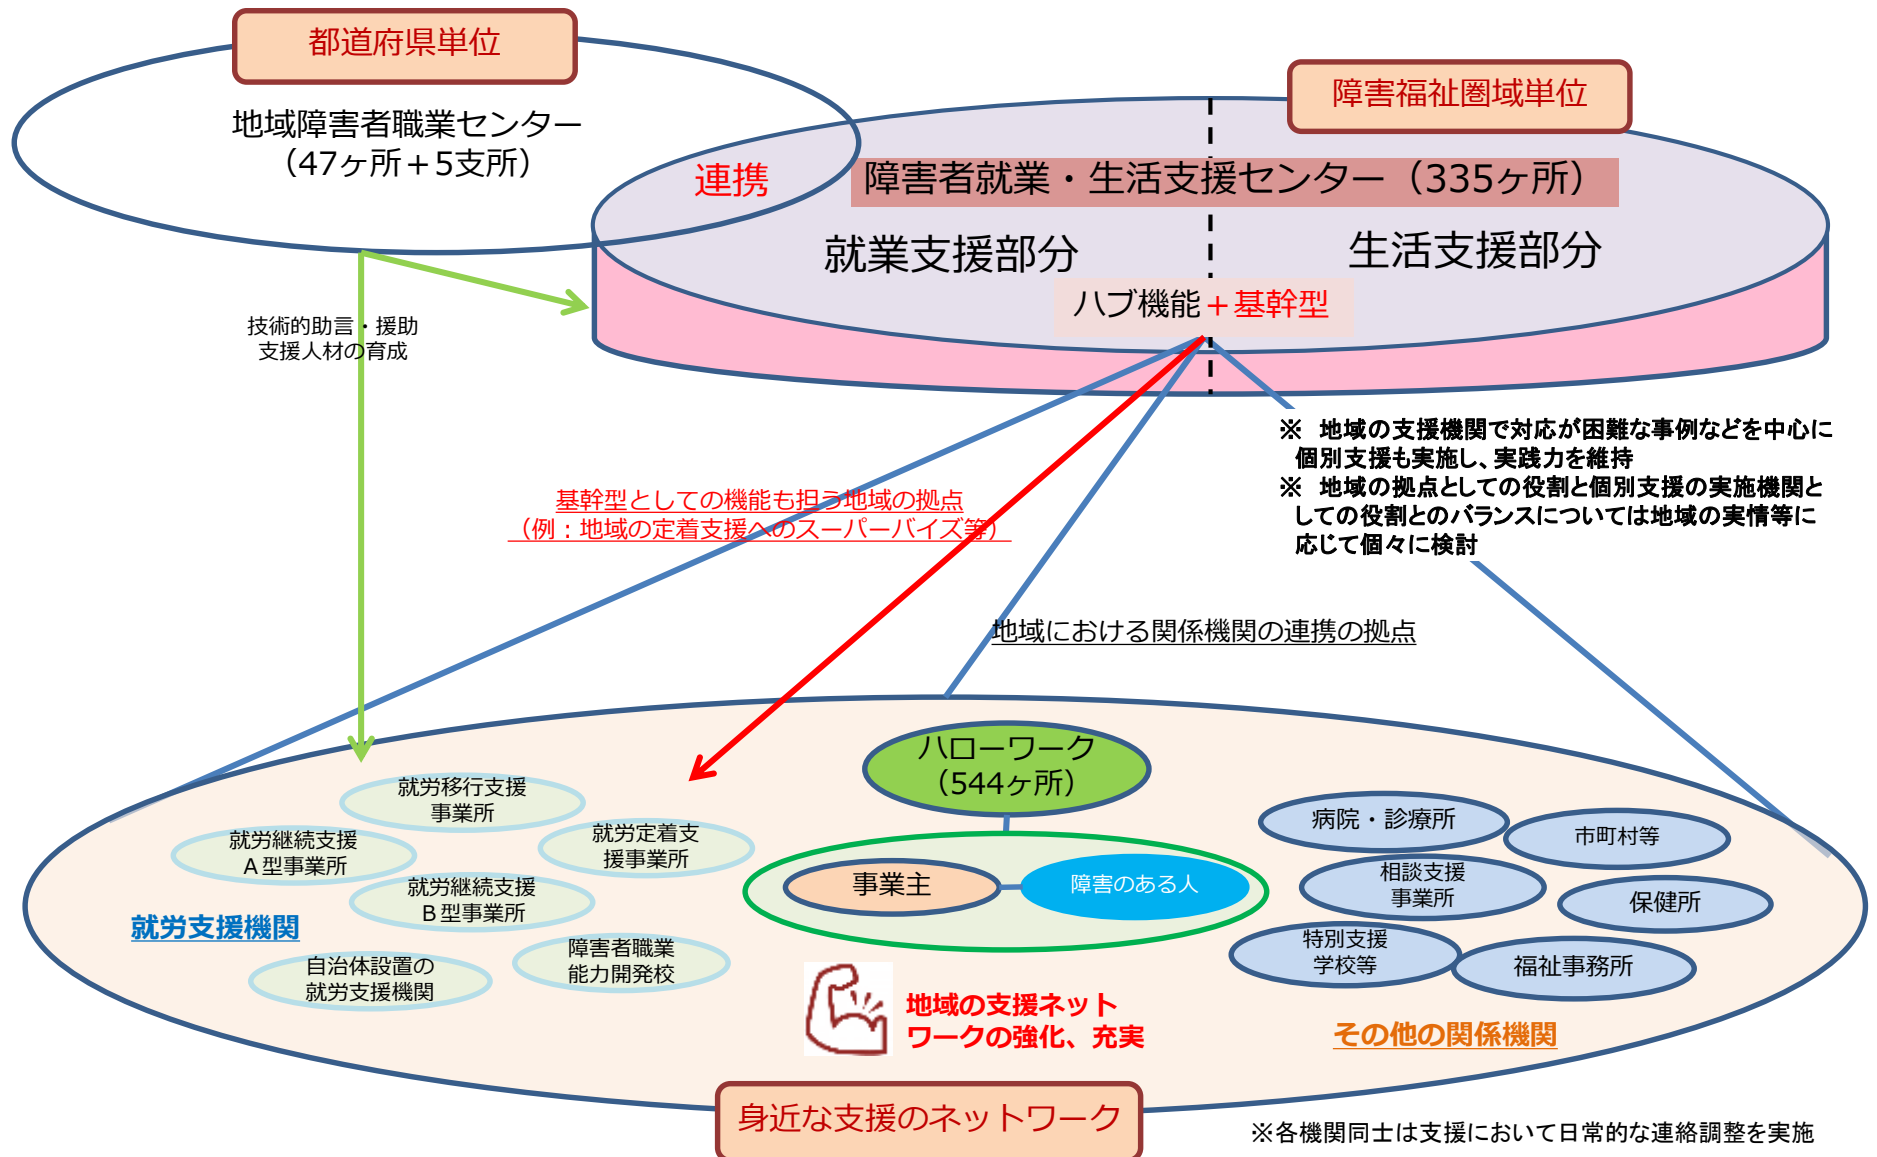 都道府県単位
地域障害者職業センター
（47ヶ所＋5支所）
障害福祉圏域単位
連携
障害者就業・生活支援センター（335ヶ所）
就業支援部分
生活支援部分
ハブ機能＋基幹型
技術的助言・援助
支援人材の育成
※　地域の支援機関で対応が困難な事例などを中心に
個別支援も実施し、実践力を維持
※　地域の拠点としての役割と個別支援の実施機関と
しての役割とのバランスについては地域の実情等に
応じて個々に検討
基幹型としての機能も担う地域の拠点
（例：地域の定着支援へのスーパーバイズ等）
地域における関係機関の連携の拠点
ハローワーク
（544ヶ所）
就労移行支援
事業所
就労継続支援
Ａ型事業所
就労定着支
援事業所
就労継続支援
Ｂ型事業所
就労支援機関
自治体設置の
就労支援機関
障害者職業
能力開発校
事業主
障害のある人
病院・診療所
市町村等
相談支援
事業所
保健所
特別支援
学校等
福祉事務所
地域の支援ネット
ワークの強化、充実
その他の関係機関
身近な支援のネットワーク
※各機関同士は支援において日常的な連絡調整を実施